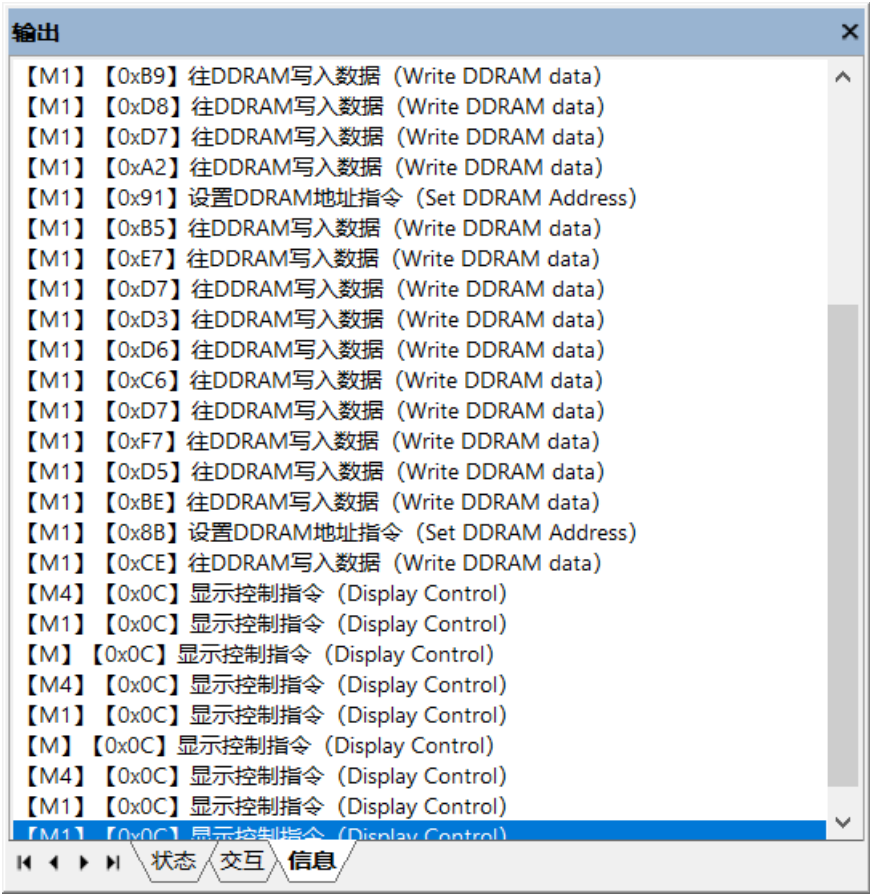 输出
【M1】【0xB9】往DDRAM写入数据（Write DDRAM data）
【M1】【0xD8】往DDRAM写入数据（Write DDRAM data）
【M1】【0xD7】往DDRAM写入数据（Write DDRAM data）
【M1】【0xA2】往DDRAM写入数据（Write DDRAM data）
【M1】【0x91】设置DDRAM地址指令（Set DDRAM Address）
【M1】【0xB5】往DDRAM写入数据（Write DDRAM data）
【M1】【0xE7】往DDRAM写入数据（Write DDRAM data）
【M1】【0xD7】往DDRAM写入数据（Write DDRAM data）
【M1】【0xD3】往DDRAM写入数据（Write DDRAM data）
【M1】【0xD6】往DDRAM写入数据（Write DDRAM data）
【M1】【0xC6】往DDRAM写入数据（Write DDRAM data）
【M1】【0xD7】往DDRAM写入数据（Write DDRAM data）
【M1】【0xF7】往DDRAM写入数据（Write DDRAM data）
【M1】【0xD5】往DDRAM写入数据（Write DDRAM data）
【M1】【0xBE】往DDRAM写入数据（Write DDRAM data）
【M1】【0x8B】设置DDRAM地址指令（Set DDRAM Address）
【M1】【0xCE】往DDRAM写入数据（Write DDRAM data）
【M4】【0x0C】显示控制指令（Display Control）
【M1】【0x0C】显示控制指令（Display Control）
【M】【0x0C】显示控制指令（Display Control）
【M4】【0x0C】显示控制指令（Display Control）
【M1】【0x0C】显示控制指令（Display Control）
【M】【0x0C】显示控制指令（Display Control）
【M4】【0x0C】显示控制指令（Display Control）
【M1】【0x0C】显示控制指令（Display Control）
【M1】【0x0C】显示控制指令（Display Control）
状态 交互 信息